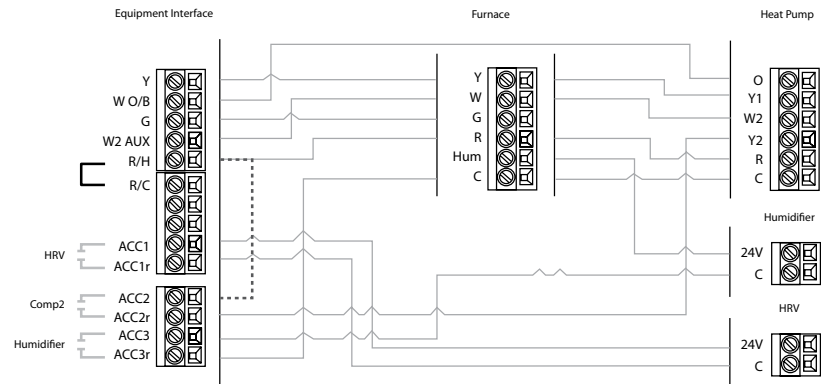 Equipment Interface
Furnace
Heat Pump
Y
W O/B
G
W2 AUX
R/H
R/C
ACC1
ACC1r
HRV
ACC2
ACC2r
Comp2
ACC3
ACC3r
Humidifier
Y
W
G
R
Hum
C
O
Y1
W2
Y2
R
C
Humidifier
24V
C
HRV
24V
C